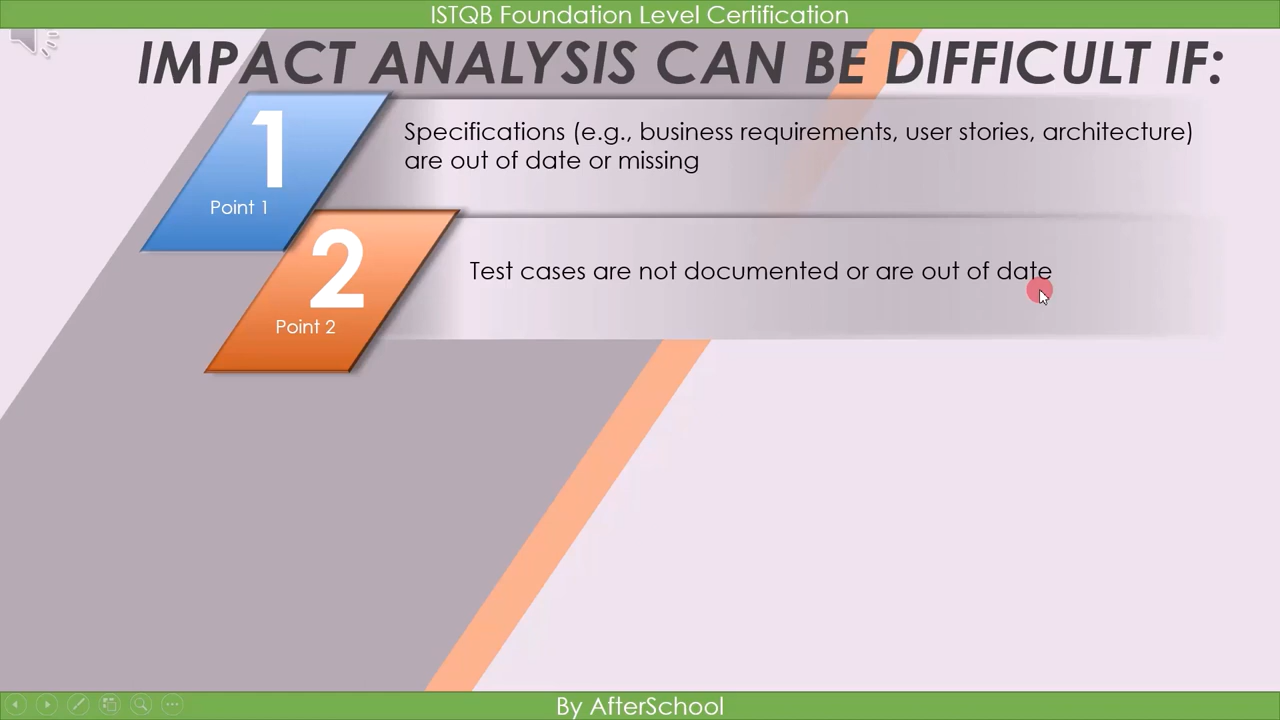 ISTQB Foundation Level Certification
IMPACT ANALYSIS CAN BE DIFFICULT IF:
1
Point 1
Specifications (e.g., business requirements, user stories, architecture)
are out of date or missing
2
Point 2
Test cases are not documented or are out of date
By AfterSchool